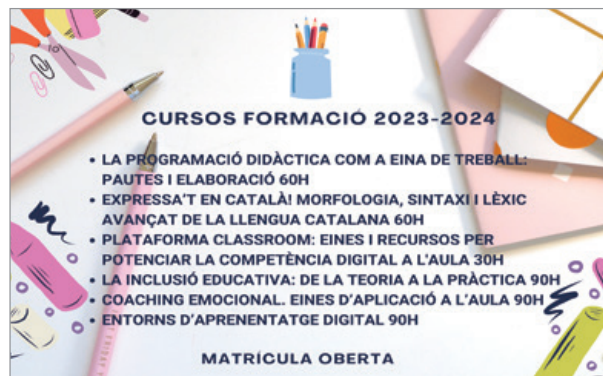 CURSOS FORMACIÓ 2023-2024
• LA PROGRAMACIÓ DIDÀCTICA COM A EINA DE TREBALL:
PAUTES I ELABORACIÓ 60H
• EXPRESSA'T EN CATALÀ! MORFOLOGIA, SINTAXI I LÈXIC
AVANÇAT DE LA LLENGUA CATALANA 60H
• PLATAFORMA CLASSROOM: EINES I RECURSOS PER
POTENCIAR LA COMPETÈNCIA DIGITAL A L'AULA 30H
• LA INCLUSIÓ EDUCATIVA: DE LA TEORIA A LA PRÀCTICA 90H
• COACHING EMOCIONAL. EINES D'APLICACIÓ A L'AULA 90H
• ENTORNS D'APRENENTATGE DIGITAL 90H
MATRÍCULA OBERTA